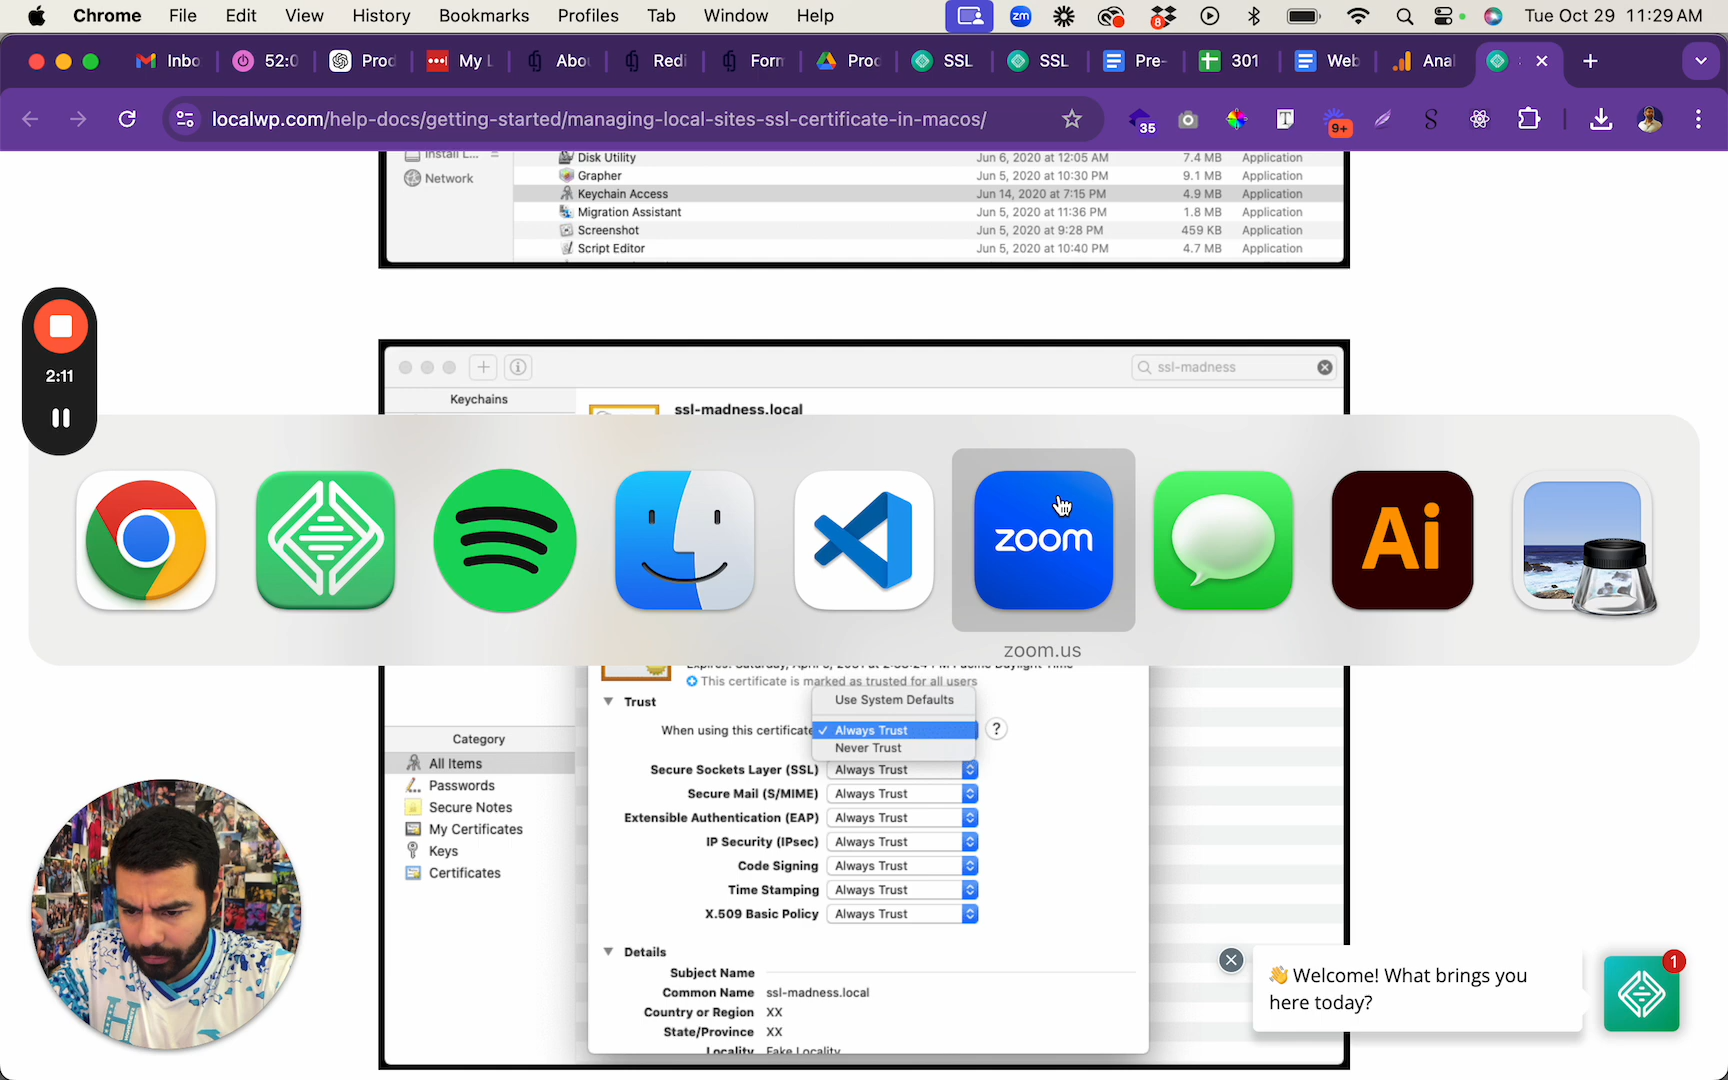 Chrome File Edit View History Bookmarks Profiles Tab Window Help
zm
8
Tue Oct 29 11:29 AM
Inbo
52:0
Prod
My L
Abou
Redi
Form
Proc
SSL
SSL
Pre-
301
Web
Anal
localwp.com/help-docs/getting-started/managing-local-sites-ssl-certificate-in-macos/
35
T
9+
S
Install L...
Network
Disk Utility Jun 6, 2020 at 12:05 AM 7.4 MB Application
Grapher Jun 5, 2020 at 10:30 PM 9.1 MB Application
Keychain Access Jun 14, 2020 at 7:15 PM 4.9 MB Application
Migration Assistant Jun 5, 2020 at 11:36 PM 1.8 MB Application
Screenshot Jun 5, 2020 at 9:28 PM 459 KB Application
Script Editor Jun 5, 2020 at 10:40 PM 4.7 MB Application
2:11
ssl-madness
Keychains
ssl-madness.local
zoom
Ai
zoom.us
This certificate is marked as trusted for all users
Trust
Use System Defaults
When using this certificate
✓ Always Trust
?
Never Trust
Secure Sockets Layer (SSL) Always Trust
Secure Mail (S/MIME) Always Trust
Extensible Authentication (EAP) Always Trust
IP Security (IPsec) Always Trust
Code Signing Always Trust
Time Stamping Always Trust
X.509 Basic Policy Always Trust
Details
Subject Name
Common Name ssl-madness.local
Country or Region XX
State/Province XX
Locality Fake Locality
Category
All Items
Passwords
Secure Notes
My Certificates
Keys
Certificates
H
👋 Welcome! What brings you
here today?
1